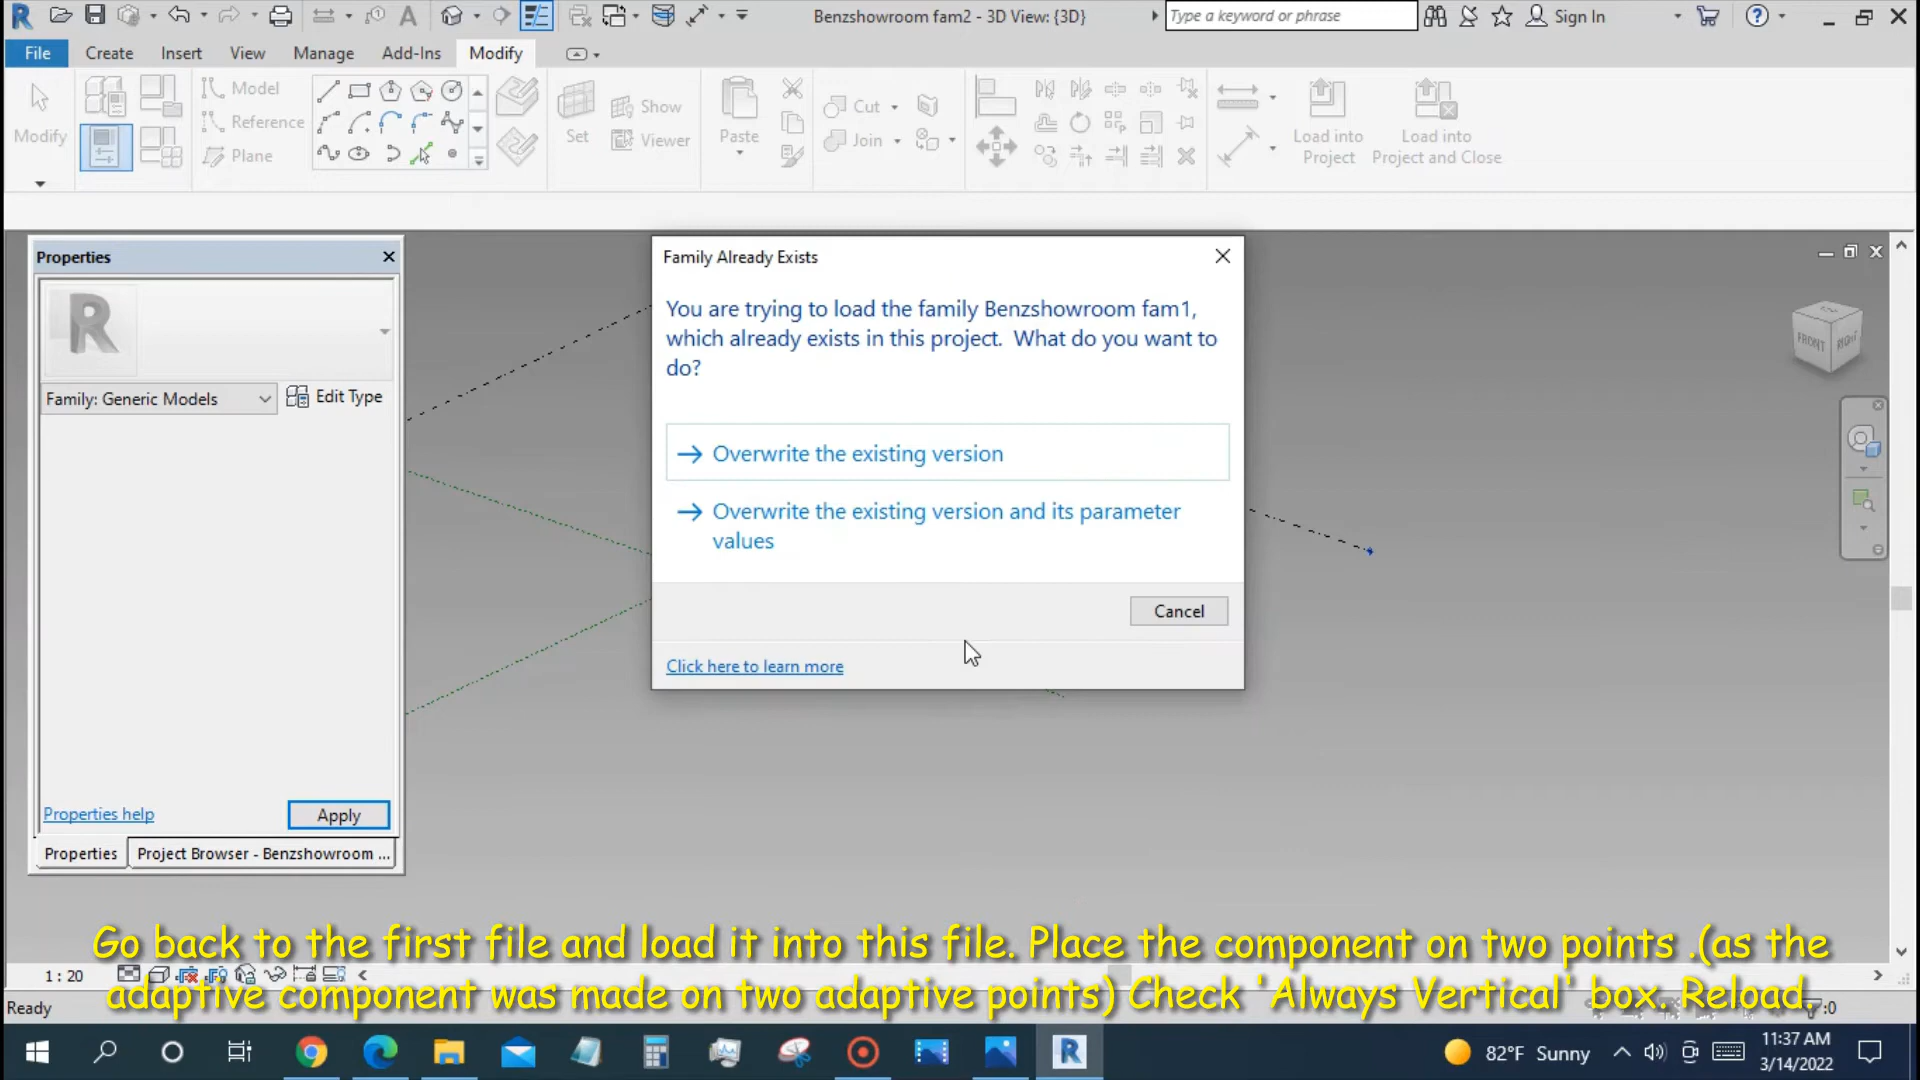 Benzshowroom fam2 - 3D View: {3D}
Type a keyword or phrase
Sign In
File
Create
Insert
View
Manage
Add-Ins
Modify
Modify
Model
Reference
Plane
Set
Show
Viewer
Paste
Cut
Join
Load into
Project
Load into
Project and Close
Properties
R
Family: Generic Models
Edit Type
Properties help
Apply
Properties
Project Browser - Benzshowroom ...
Family Already Exists
You are trying to load the family Benzshowroom fam1,
which already exists in this project. What do you want to
do?
Overwrite the existing version
Overwrite the existing version and its parameter
values
Cancel
Click here to learn more
FRONT
RIGHT
Go back to the first file and load it into this file. Place the component on two points .(as the
adaptive component was made on two adaptive points) Check 'Always Vertical' box. Reload.
1 : 20
Ready
:0
82°F Sunny
11:37 AM
3/14/2022